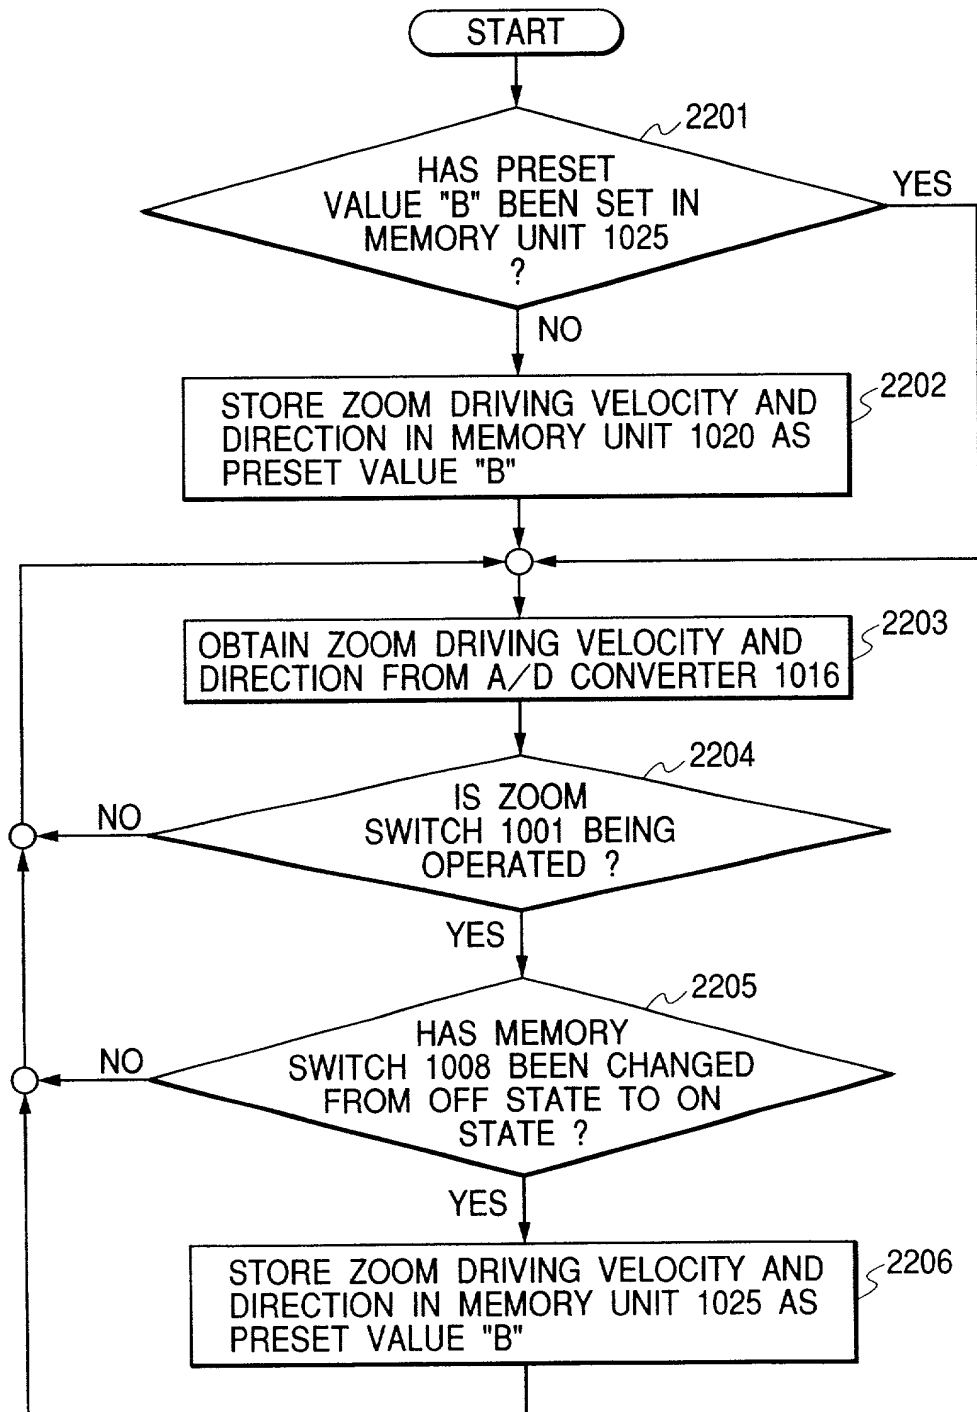 START
2201
HAS PRESET
VALUE "B" BEEN SET IN
MEMORY UNIT 1025
?
YES
NO
2202
STORE ZOOM DRIVING VELOCITY AND
DIRECTION IN MEMORY UNIT 1020 AS
PRESET VALUE "B"
2203
OBTAIN ZOOM DRIVING VELOCITY AND
DIRECTION FROM A/D CONVERTER 1016
2204
IS ZOOM
SWITCH 1001 BEING
OPERATED ?
NO
YES
2205
HAS MEMORY
SWITCH 1008 BEEN CHANGED
FROM OFF STATE TO ON
STATE ?
NO
YES
2206
STORE ZOOM DRIVING VELOCITY AND
DIRECTION IN MEMORY UNIT 1025 AS
PRESET VALUE "B"